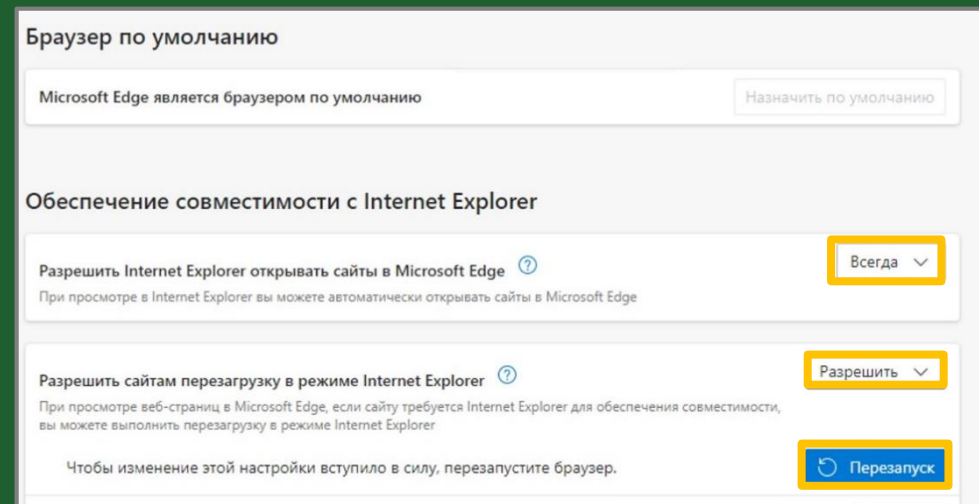 Браузер по умолчанию
Microsoft Edge является браузером по умолчанию
Назначить по умолчанию
Обеспечение совместимости с Internet Explorer
Разрешить Internet Explorer открывать сайты в Microsoft Edge ?
Всегда
При просмотре в Internet Explorer вы можете автоматически открывать сайты в Microsoft Edge
Разрешить сайтам перезагрузку в режиме Internet Explorer ?
Разрешить
При просмотре веб-страниц в Microsoft Edge, если сайту требуется Internet Explorer для обеспечения совместимости,
вы можете выполнить перезагрузку в режиме Internet Explorer
Чтобы изменение этой настройки вступило в силу, перезапустите браузер.
Перезапуск